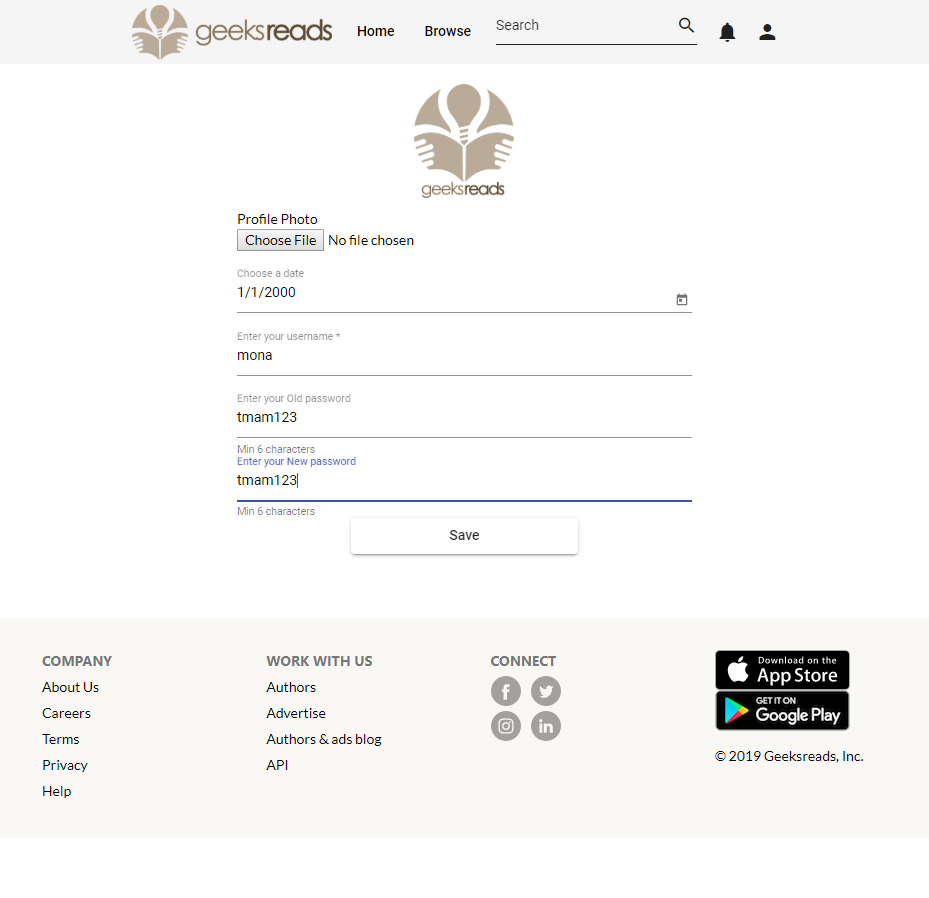 geeksreads Home Browse Search
geeksreads
Profile Photo
Choose File No file chosen
Choose a date
1/1/2000
Enter your username *
mona
Enter your Old password
tmam123
Min 6 characters
Enter your New password
tmam123
Min 6 characters
Save
COMPANY
About Us
Careers
Terms
Privacy
Help
WORK WITH US
Authors
Advertise
Authors & ads blog
API
CONNECT
f
in
Download on the
App Store
GET IT ON
Google Play
© 2019 Geeksreads, Inc.